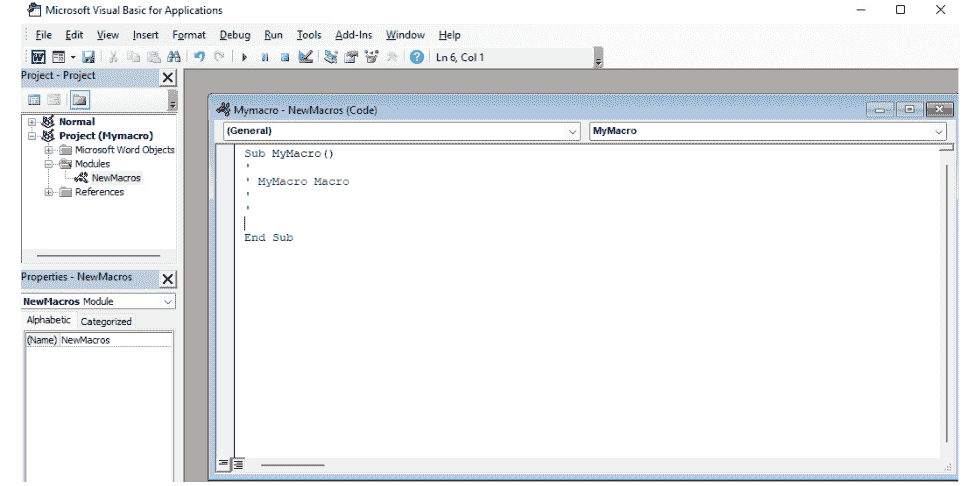 Microsoft Visual Basic for Applications
File Edit View Insert Format Debug Run Tools Add-Ins Window Help
Ln 6, Col 1
Project - Project
Normal
Project (Mymacro)
Microsoft Word Objects
Modules
NewMacros
References
Properties - NewMacros
NewMacros Module
Alphabetic Categorized
(Name) NewMacros
Mymacro - NewMacros (Code)
(General) MyMacro
Sub MyMacro()
'
' MyMacro Macro
'
'
End Sub